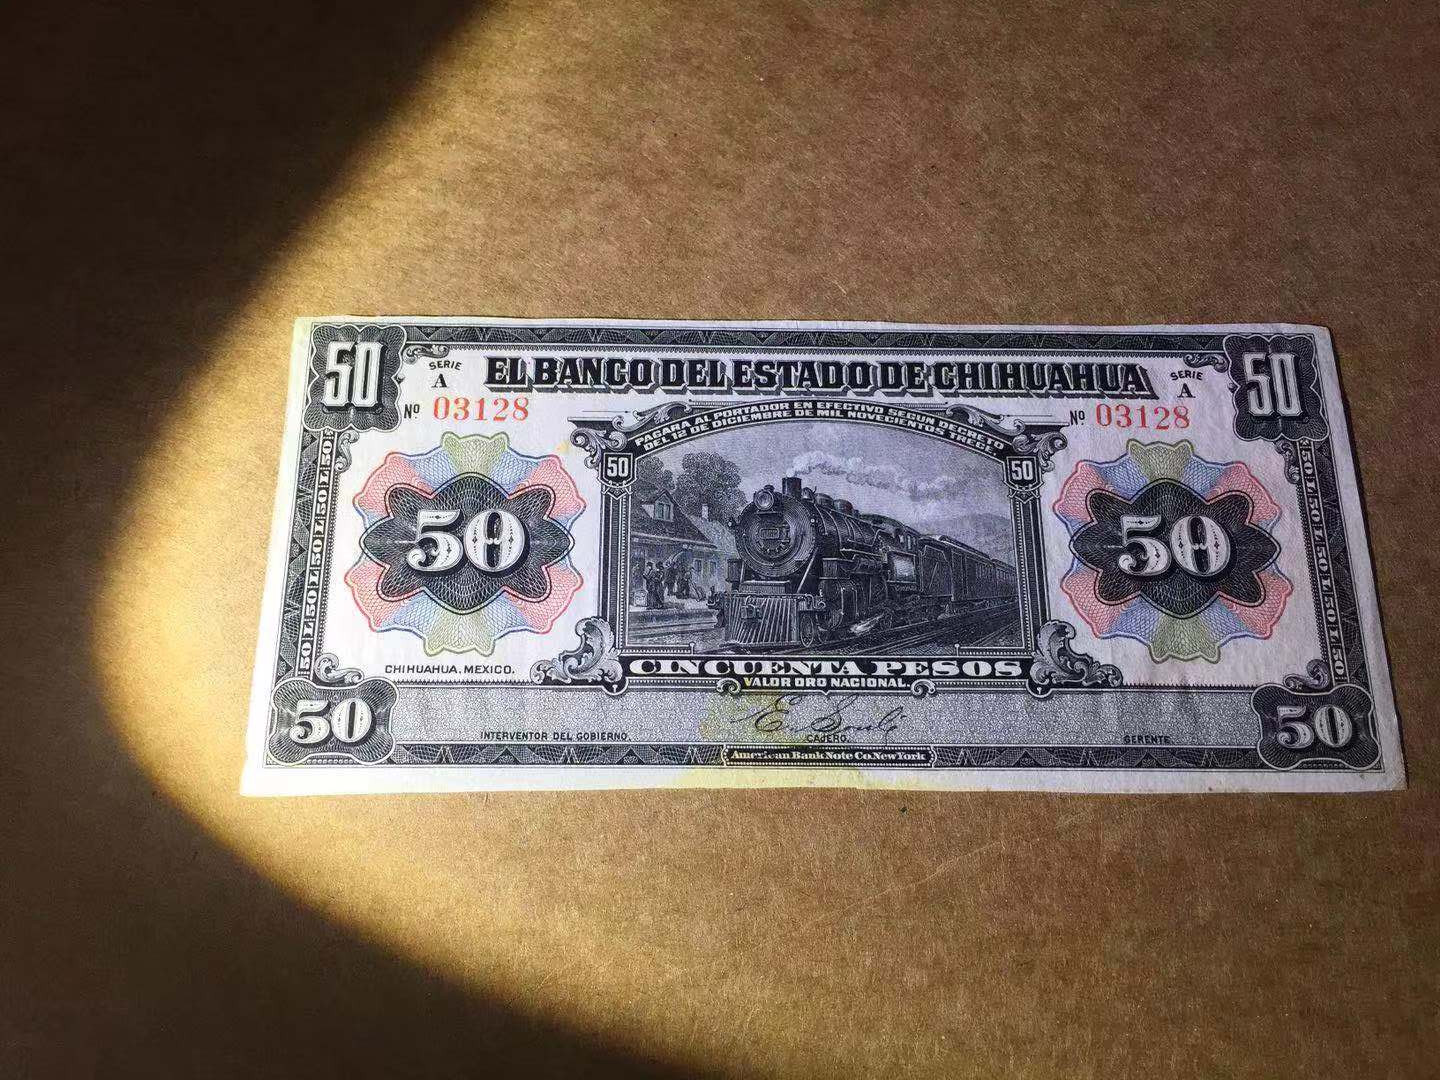 50
50
SERIE
A
EL BANCO DEL ESTADO DE CHIHUAHUA
SERIE
A
Nº 03128
Nº 03128
PAGARA AL PORTADOR EN EFECTIVO SEGUN DECRETO
DEL 12 DE DICIEMBRE DE MIL NOVECIENTOS TRECE.
50
50
50
50
50L50L50L50L50L50
50L50L50L50L50L50
CHIHUAHUA. MEXICO.
CINCUENTA PESOS
VALOR ORO NACIONAL.
50
50
INTERVENTOR DEL GOBIERNO.
CAJERO.
GERENTE
American Bank Note Co. New York